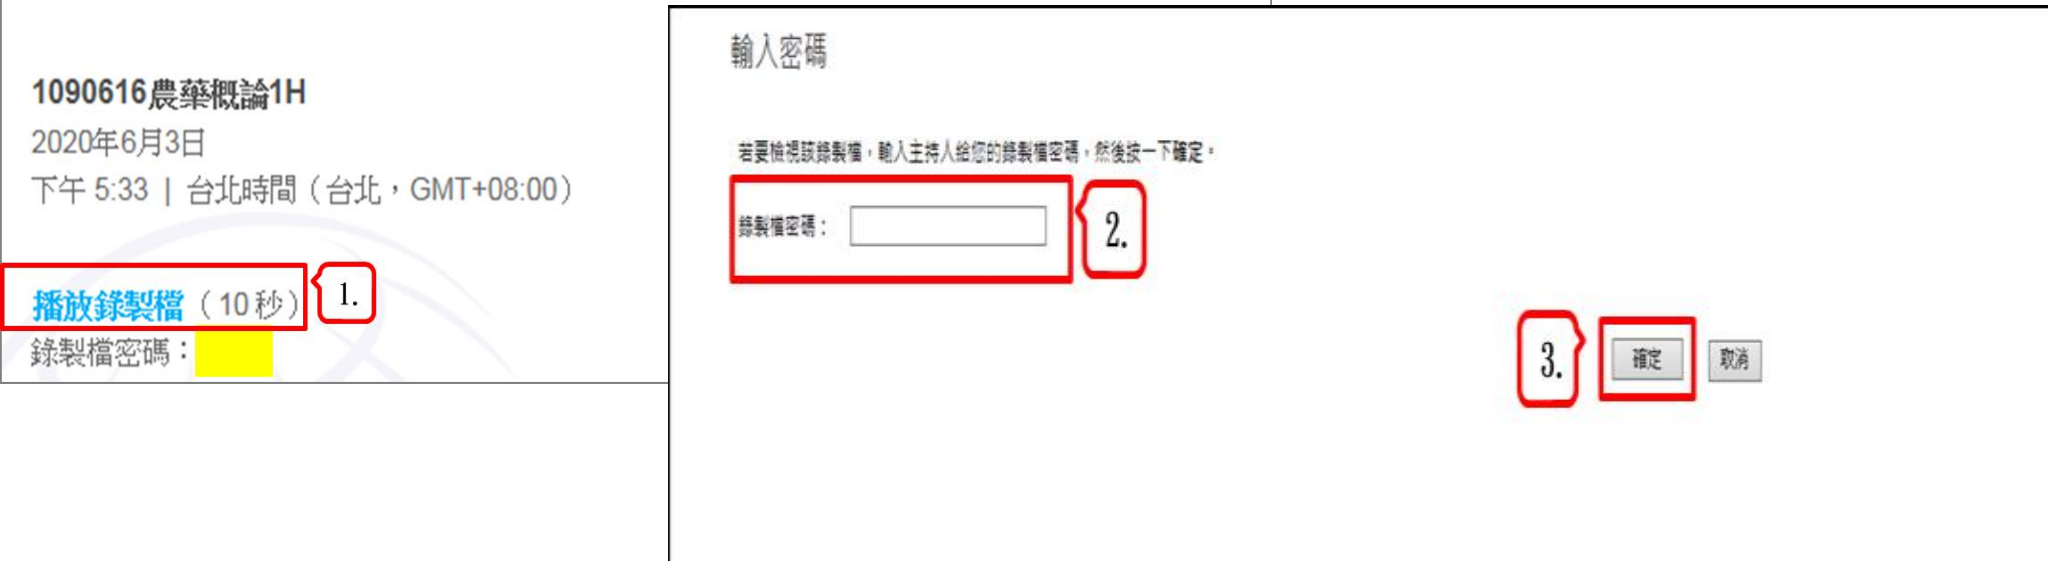 1090616農藥概論1H
2020年6月3日
下午 5:33 | 台北時間（台北，GMT+08:00）
播放錄製檔（10 秒）
1.
錄製檔密碼：
輸入密碼
若要檢視該錄製檔，輸入主持人給您的錄製檔密碼，然後按一下確定。
錄製檔密碼：
2.
3.
確定
取消